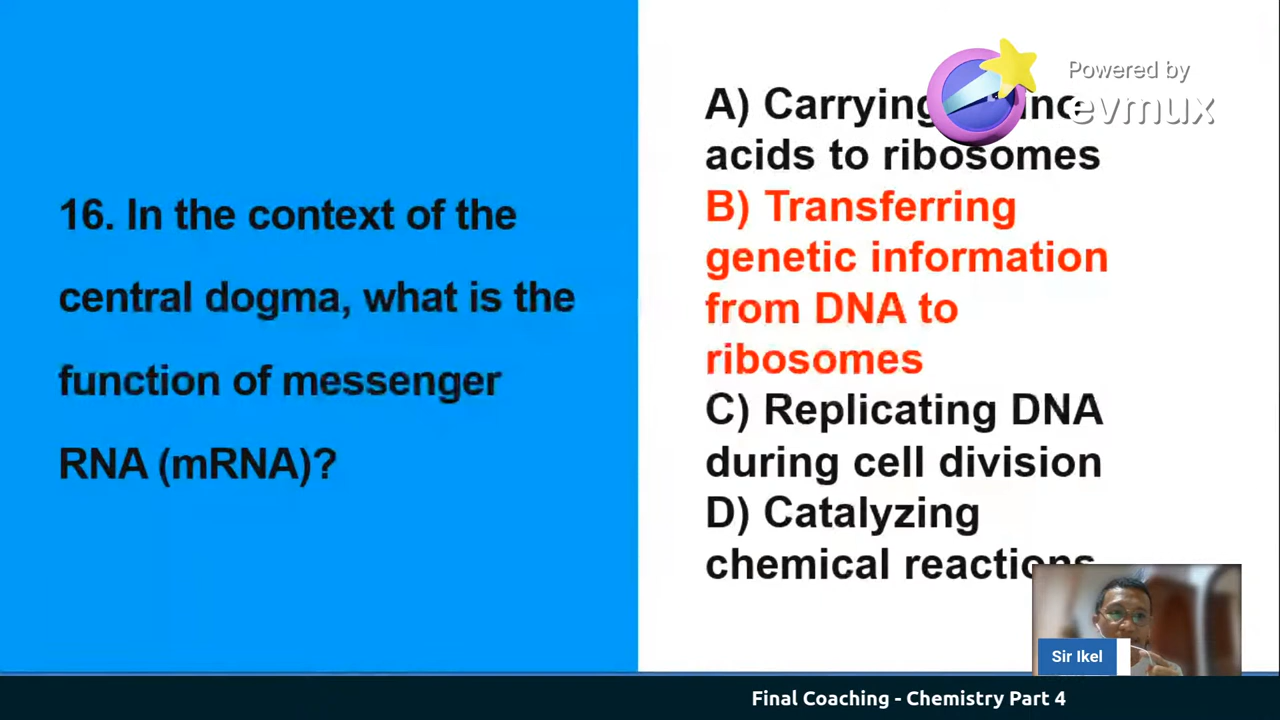 16. In the context of the
central dogma, what is the
function of messenger
RNA (mRNA)?
A) Carrying
acids to ribosomes
B) Transferring
genetic information
from DNA to
ribosomes
C) Replicating DNA
during cell division
D) Catalyzing
chemical reactions
Powered by
evmux
Sir Ikel
Final Coaching - Chemistry Part 4